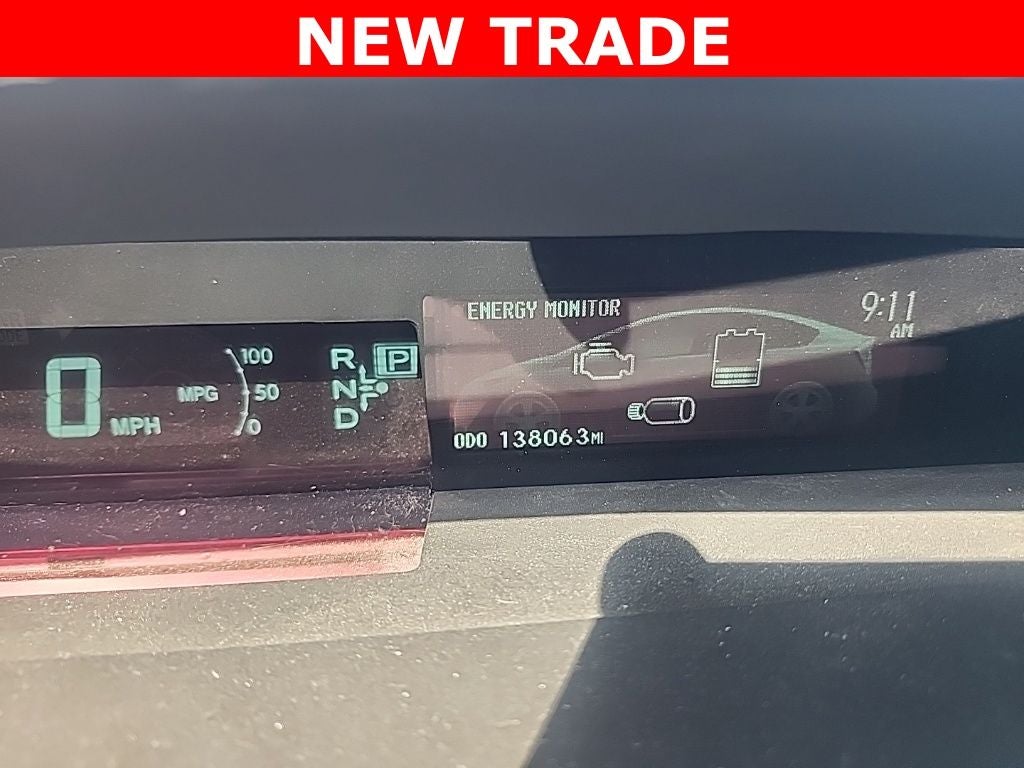 NEW TRADE
ENERGY MONITOR
9:11
AM
100
R P
MPG 50
N
0 MPH
0
D
ODO 138063MI